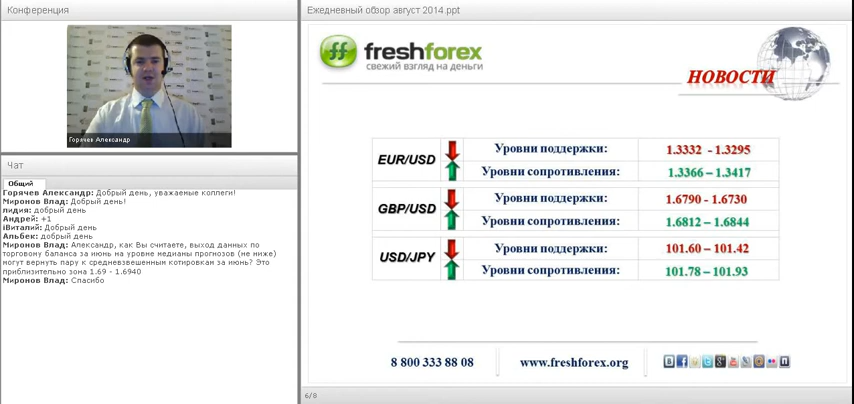 Конференция
Горячев Александр
Чат
Общий
Горячев Александр: Добрый день, уважаемые коллеги!
Миронов Влад: Добрый день!
лидия: добрый день
Андрей: +1
iВиталий: Добрый день
Альбек: добрый день
Миронов Влад: Александр, как Вы считаете, выход данных по
торговому баланса за июнь на уровне медианы прогнозов (не ниже)
могут вернуть пару к средневзвешенным котировкам за июнь? Это
приблизительно зона 1.69 - 1.6940
Миронов Влад: Спасибо
Ежедневный обзор август 2014.ppt
ff freshforex
свежий взгляд на деньги
НОВОСТИ
EUR/USD Уровни поддержки: 1.3332 - 1.3295
Уровни сопротивления: 1.3366 – 1.3417
GBP/USD Уровни поддержки: 1.6790 - 1.6730
Уровни сопротивления: 1.6812 – 1.6844
USD/JPY Уровни поддержки: 101.60 – 101.42
Уровни сопротивления: 101.78 – 101.93
8 800 333 88 08
www.freshforex.org
6/8